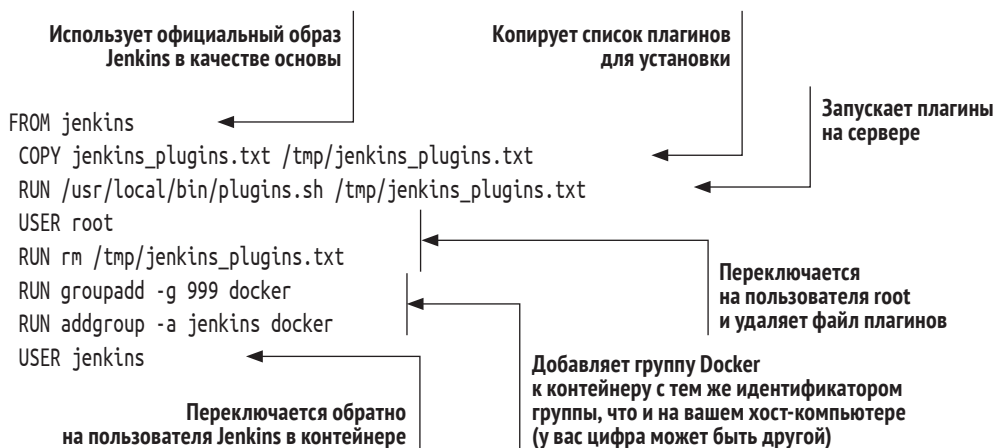 Использует официальный образ
Jenkins в качестве основы
Копирует список плагинов
для установки
Запускает плагины
на сервере
FROM jenkins
COPY jenkins_plugins.txt /tmp/jenkins_plugins.txt
RUN /usr/local/bin/plugins.sh /tmp/jenkins_plugins.txt
USER root
RUN rm /tmp/jenkins_plugins.txt
RUN groupadd -g 999 docker
RUN addgroup -a jenkins docker
USER jenkins
Переключается
на пользователя root
и удаляет файл плагинов
Добавляет группу Docker
к контейнеру с тем же идентификатором
группы, что и на вашем хост-компьютере
(у вас цифра может быть другой)
Переключается обратно
на пользователя Jenkins в контейнере